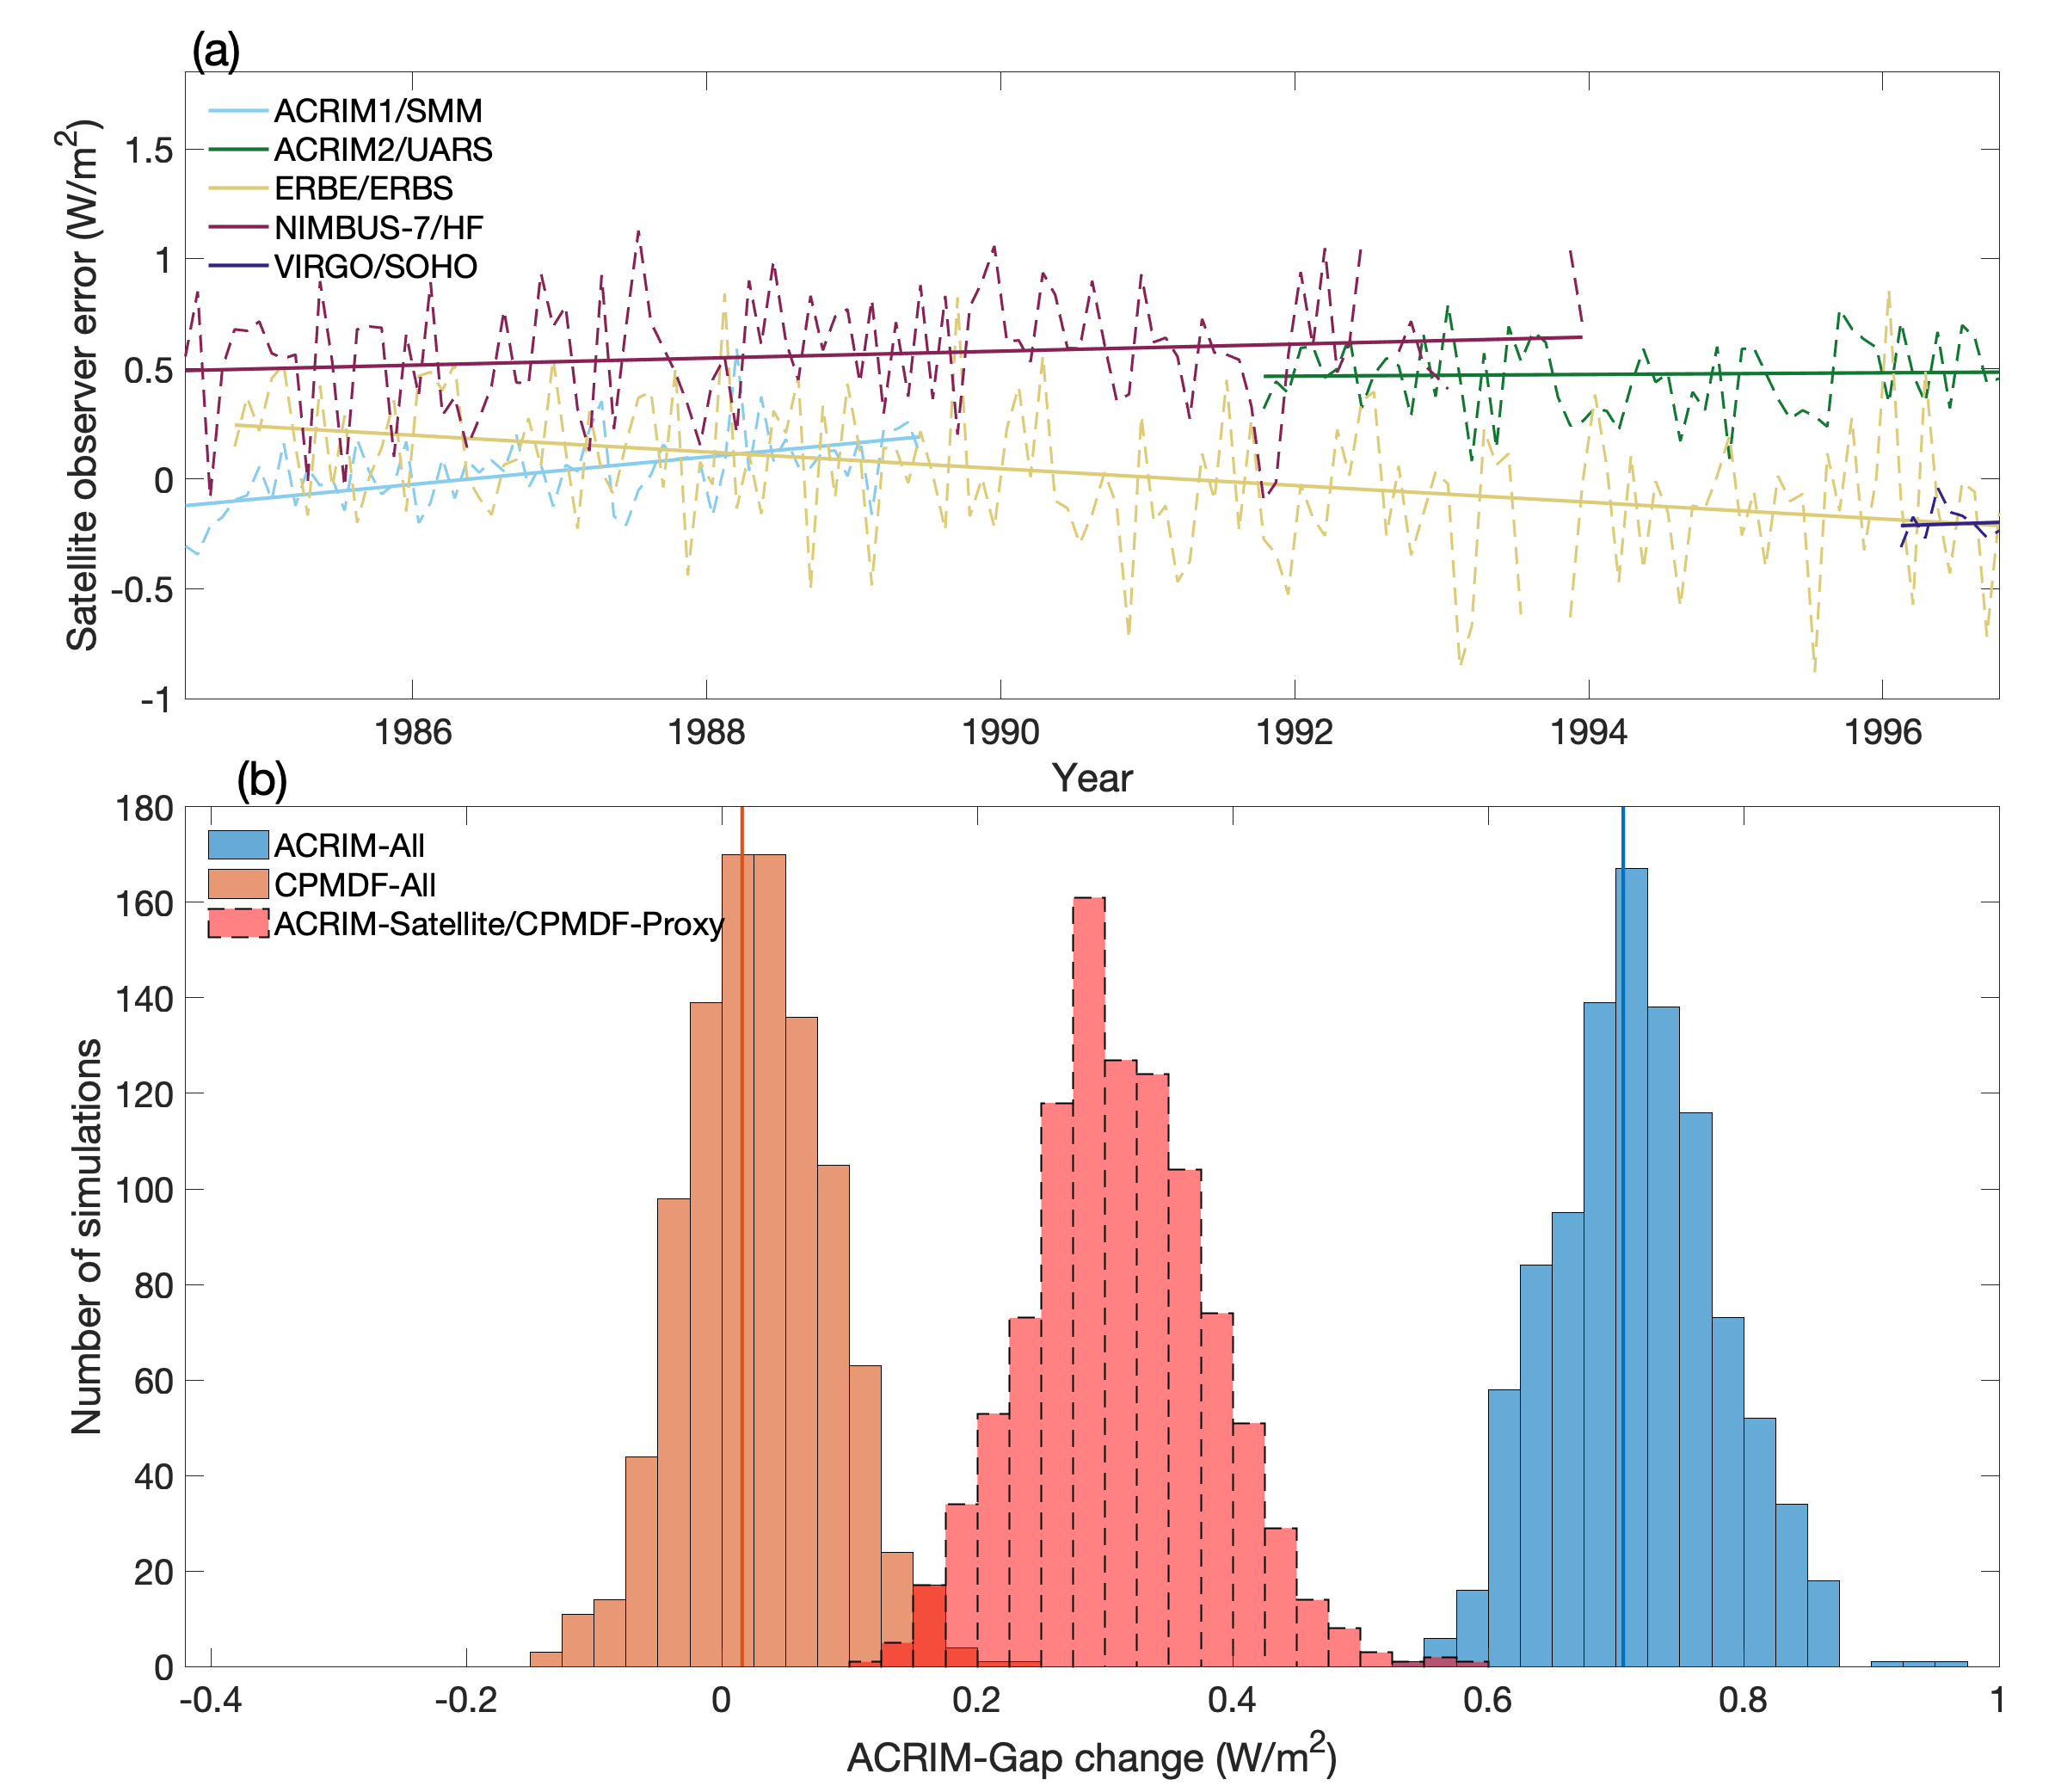 (a)
ACRIM1/SMM
ACRIM2/UARS
ERBE/ERBS
NIMBUS-7/HF
VIRGO/SOHO
Satellite observer error (W/m²)
1.5
1
0.5
0
-0.5
-1
1986 1988 1990 1992 1994 1996
Year
(b)
ACRIM-All
CPMDF-All
ACRIM-Satellite/CPMDF-Proxy
Number of simulations
180
160
140
120
100
80
60
40
20
0
-0.4 -0.2 0 0.2 0.4 0.6 0.8 1
ACRIM-Gap change (W/m²)